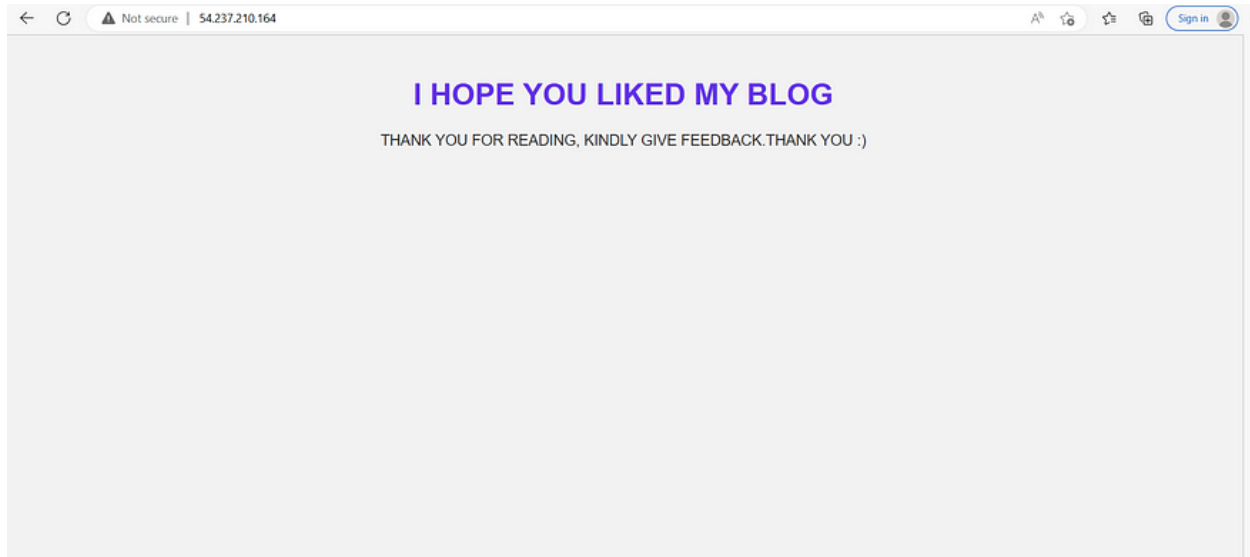 Not secure | 54.237.210.164 Sign in
I HOPE YOU LIKED MY BLOG
THANK YOU FOR READING, KINDLY GIVE FEEDBACK.THANK YOU :)